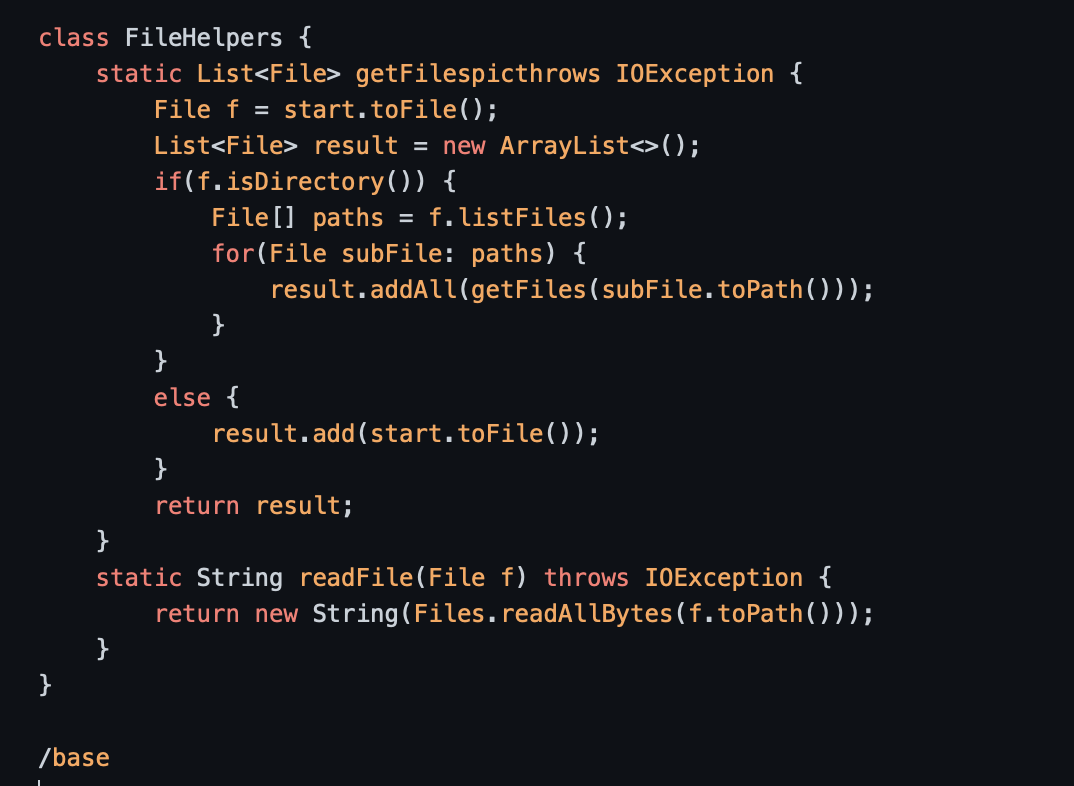 class FileHelpers {
    static List<File> getFilespicthrows IOException {
        File f = start.toFile();
        List<File> result = new ArrayList<>();
        if(f.isDirectory()) {
            File[] paths = f.listFiles();
            for(File subFile: paths) {
                result.addAll(getFiles(subFile.toPath()));
            }
        }
        else {
            result.add(start.toFile());
        }
        return result;
    }
    static String readFile(File f) throws IOException {
        return new String(Files.readAllBytes(f.toPath()));
    }
}

/base